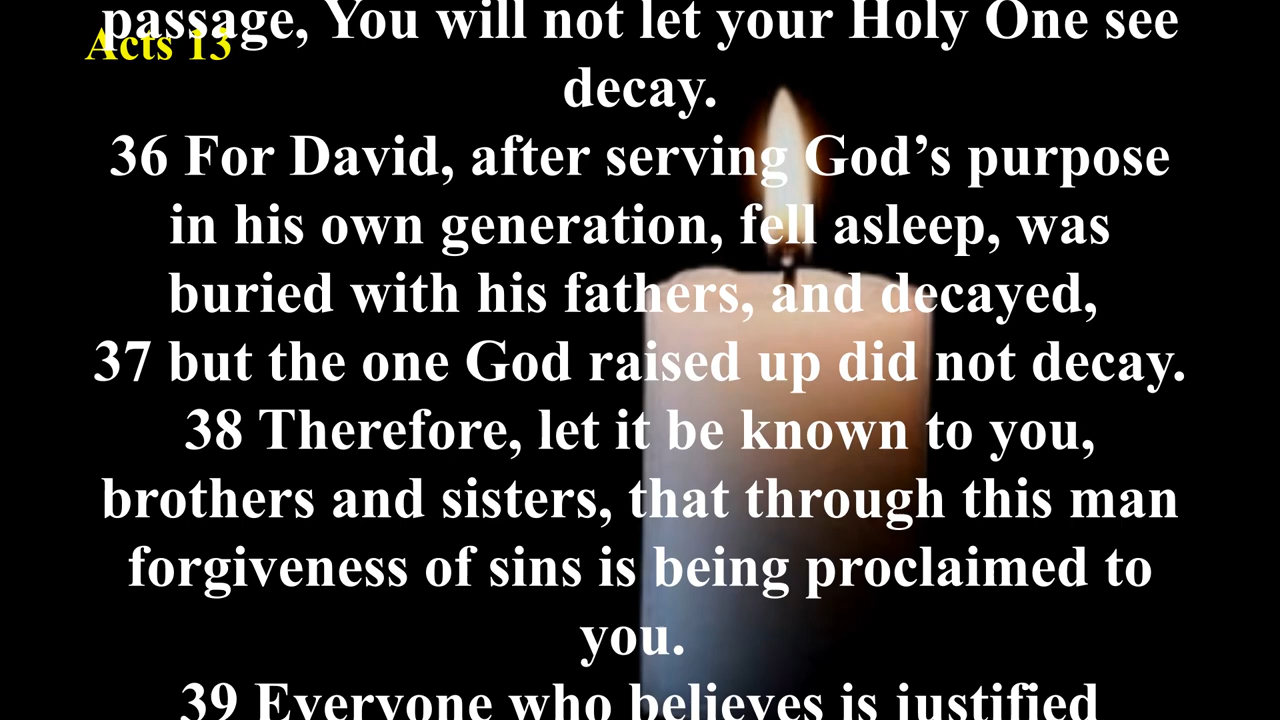 passage, You will not let your Holy One see
Acts 13
decay.
36 For David, after serving God’s purpose
in his own generation, fell asleep, was
buried with his fathers, and decayed,
37 but the one God raised up did not decay.
38 Therefore, let it be known to you,
brothers and sisters, that through this man
forgiveness of sins is being proclaimed to
you.
39 Everyone who believes is justified